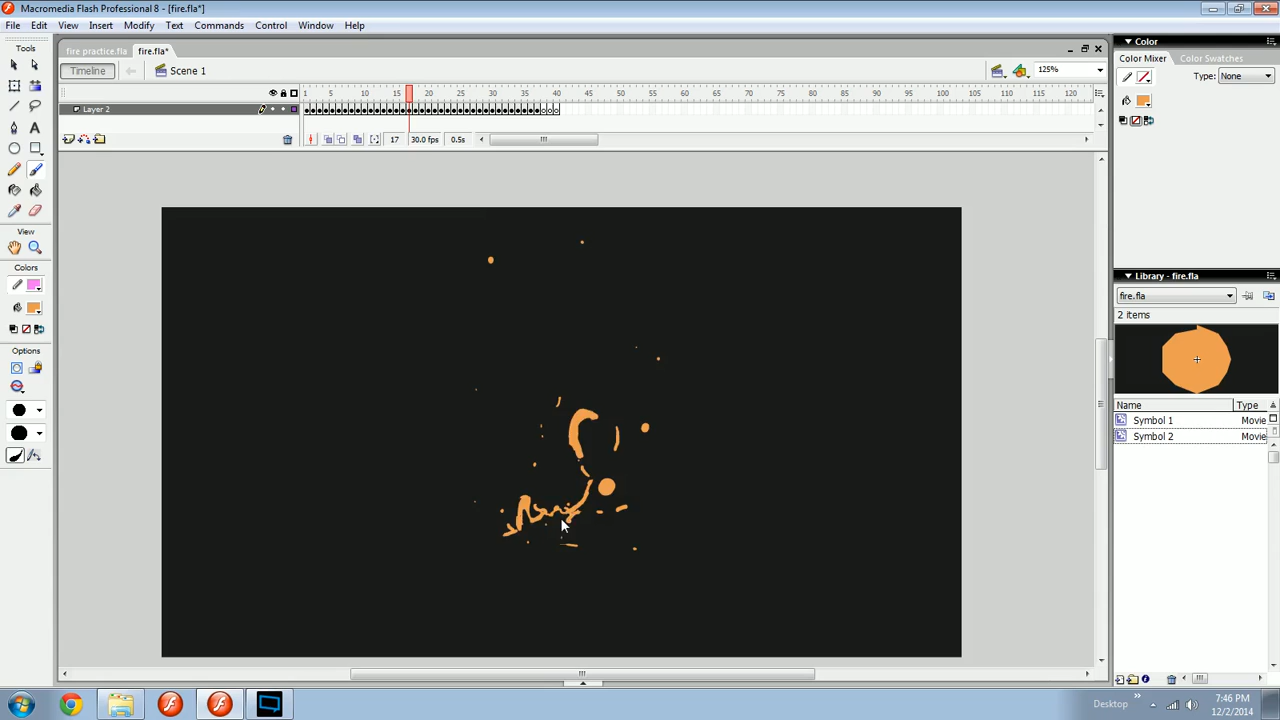 Macromedia Flash Professional 8 - [fire.fla*]
File Edit View Insert Modify Text Commands Control Window Help
Tools
fire practice.fla fire.fla*
Timeline Scene 1 125%
1 5 10 15 20 25 30 35 40 45 50 55 60 65 70 75 80 85 90 95 100 105 110 115 120
Layer 2
17 30.0 fps 0.5s
View
Colors
Options
Color
Color Mixer Color Swatches
Type: None
Library - fire.fla
fire.fla
2 items
Name Type
Symbol 1 Movie
Symbol 2 Movie
Desktop
7:46 PM
12/2/2014